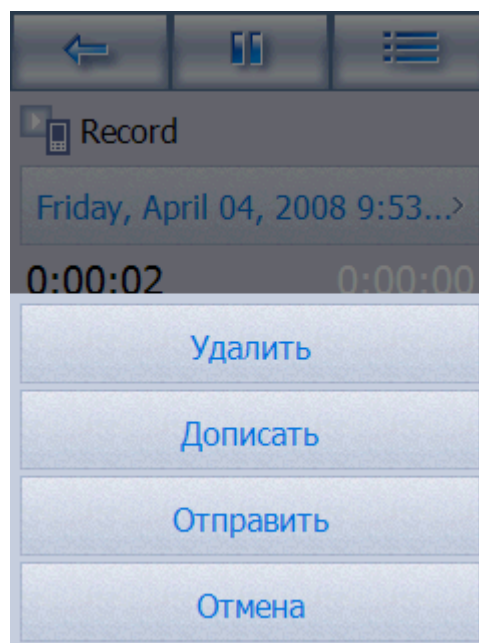 Record
Friday, April 04, 2008 9:53...>
0:00:02 0:00:00
Удалить
Дописать
Отправить
Отмена